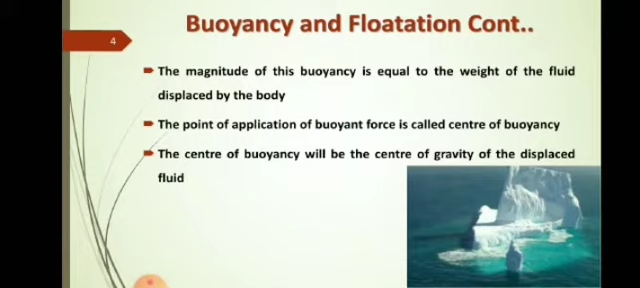 Buoyancy and Floatation Cont..
4
The magnitude of this buoyancy is equal to the weight of the fluid
displaced by the body
The point of application of buoyant force is called centre of buoyancy
The centre of buoyancy will be the centre of gravity of the displaced
fluid